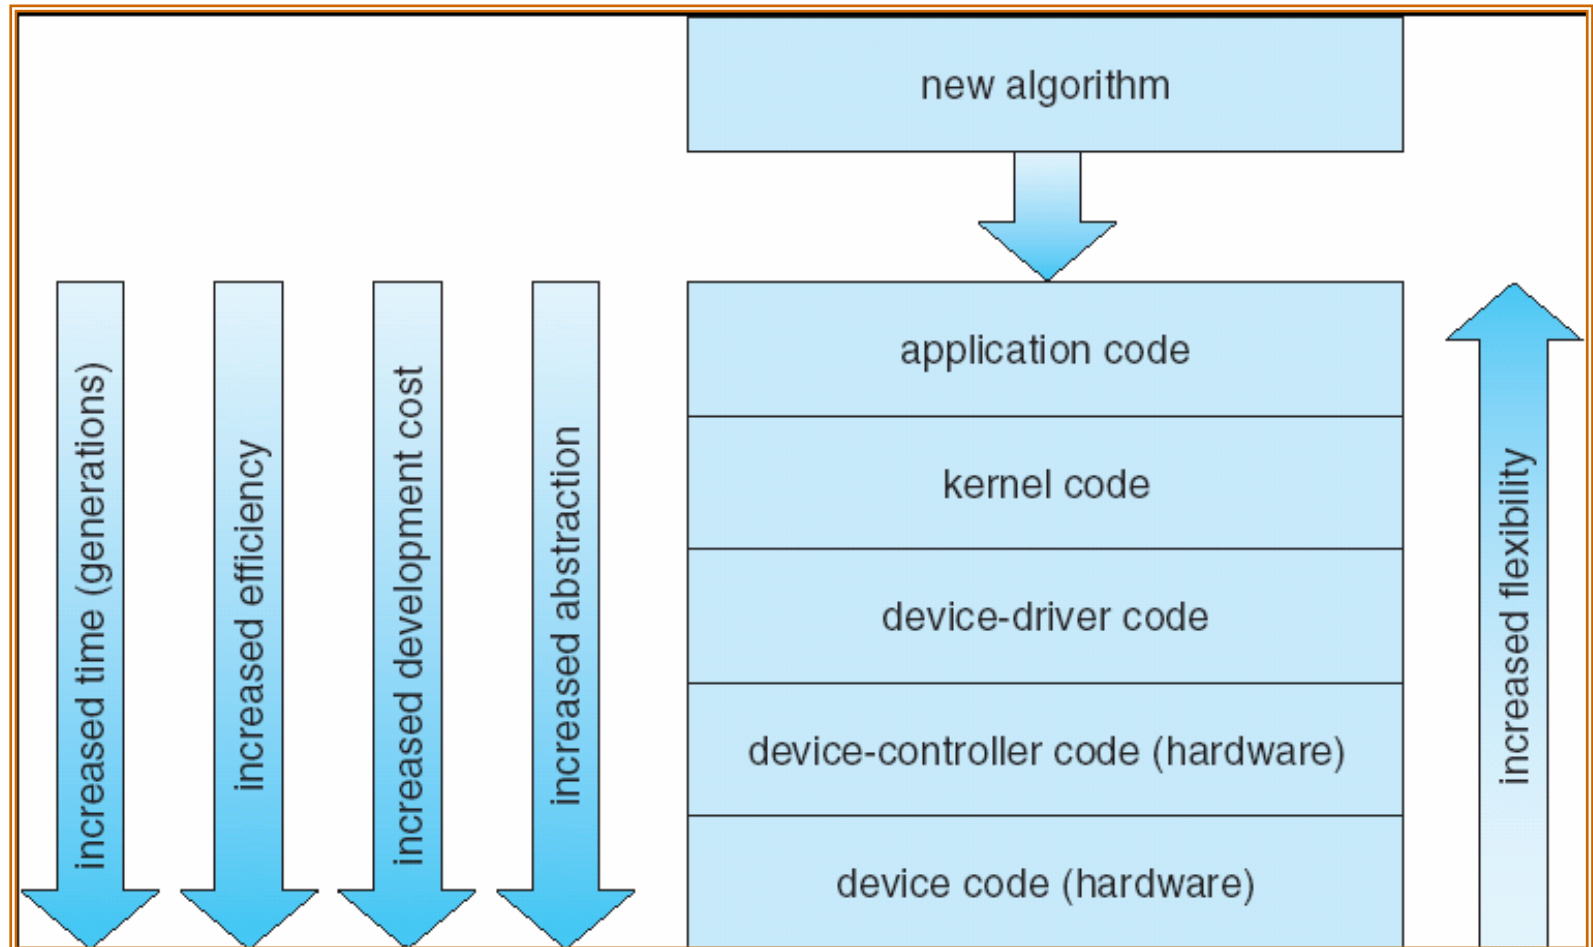 new algorithm
increased time (generations)
increased efficiency
increased development cost
increased abstraction
application code
kernel code
device-driver code
device-controller code (hardware)
device code (hardware)
increased flexibility